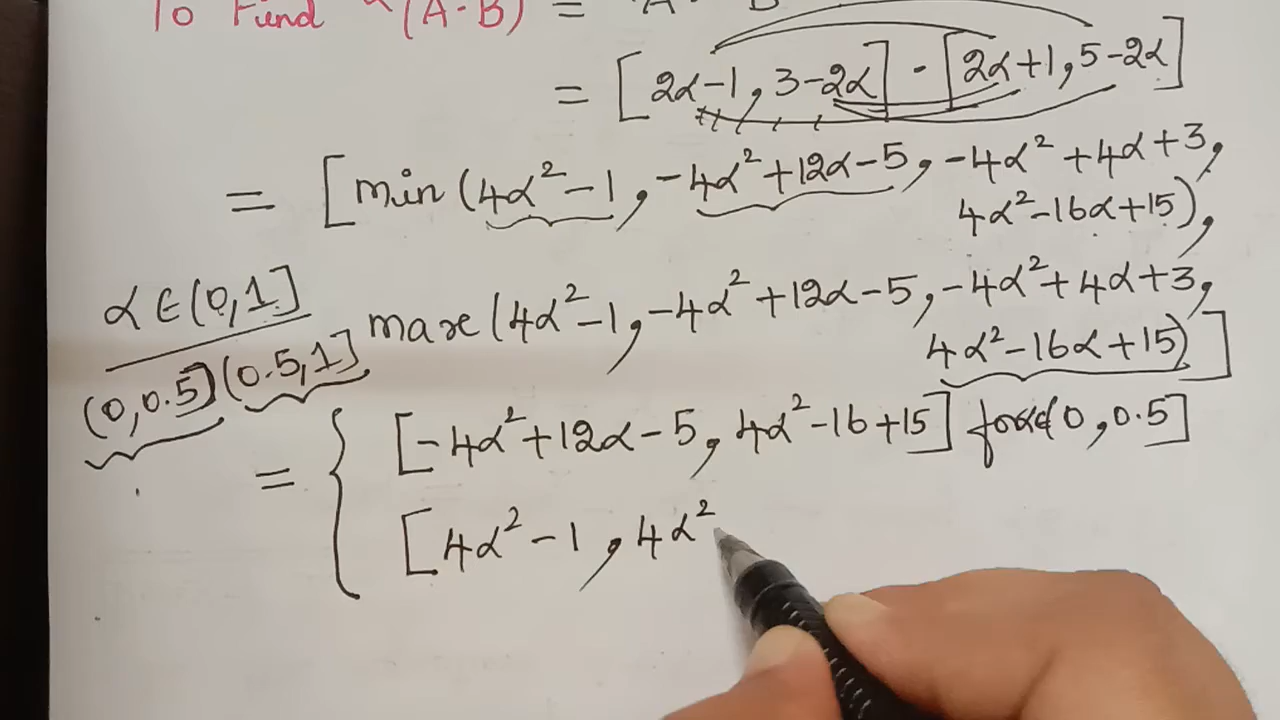 To Find α(A·B) =
= [2α-1, 3-2α] · [2α+1, 5-2α]
= [min (4α²-1, -4α²+12α-5, -4α²+4α+3,
4α²-16α+15),
α∈(0,1]
max (4α²-1, -4α²+12α-5, -4α²+4α+3,
4α²-16α+15)]
(0,0.5] (0.5,1]
= { [-4α²+12α-5, 4α²-16+15] for α∈(0,0.5]
[4α²-1, 4α²